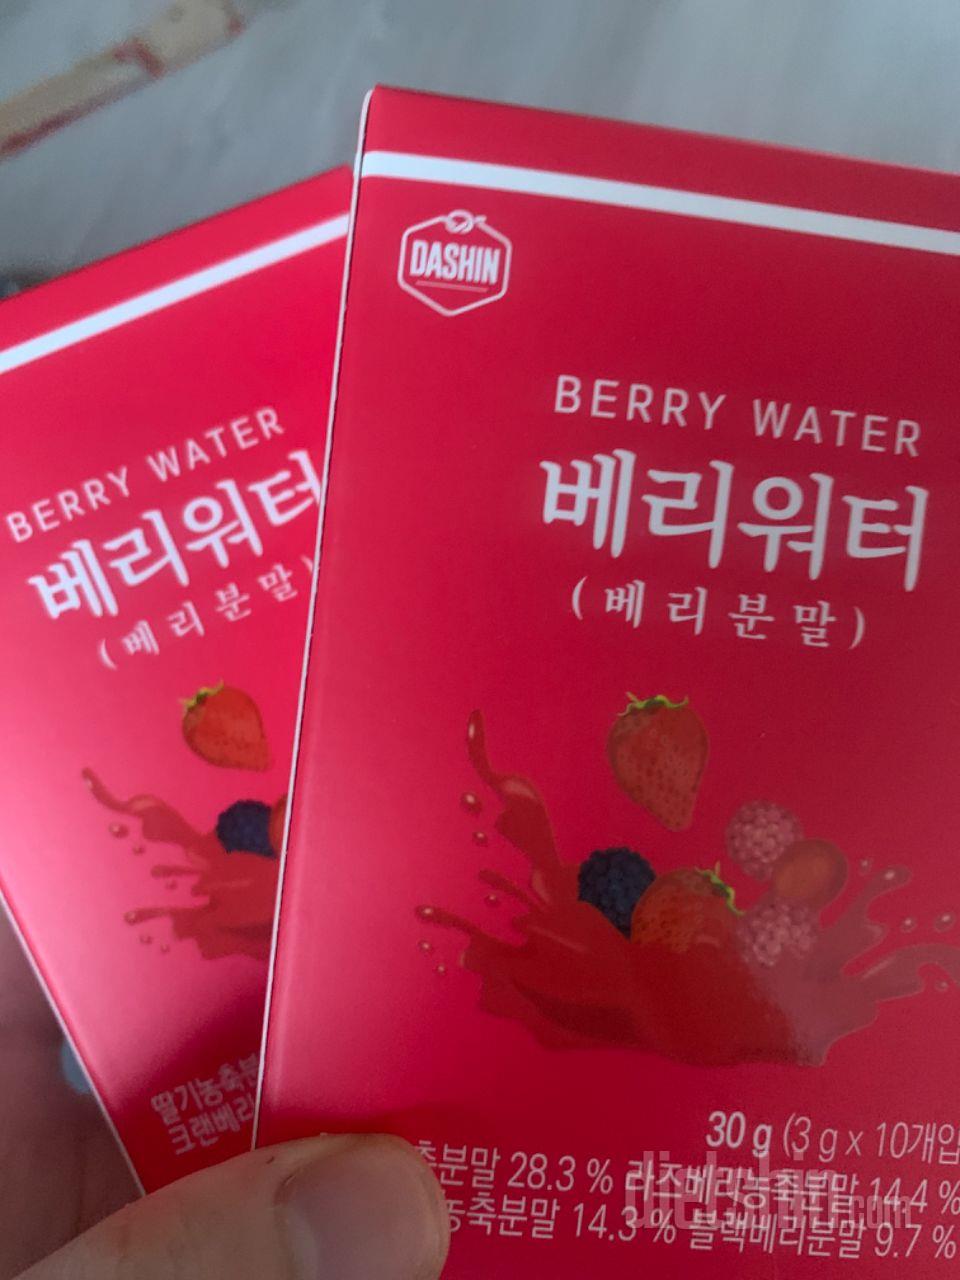 DASHIN
BERRY WATER
베리워터
(베리분말)
30 g (3 g x 10개입
축분말 28.3 % 라즈베리농축분말 14.4 %
농축분말 14.3 % 블랙베리분말 9.7 %
BERRY WATER
베리워터
(베리분말)
딸기농축분
크랜베리
dietshin.com